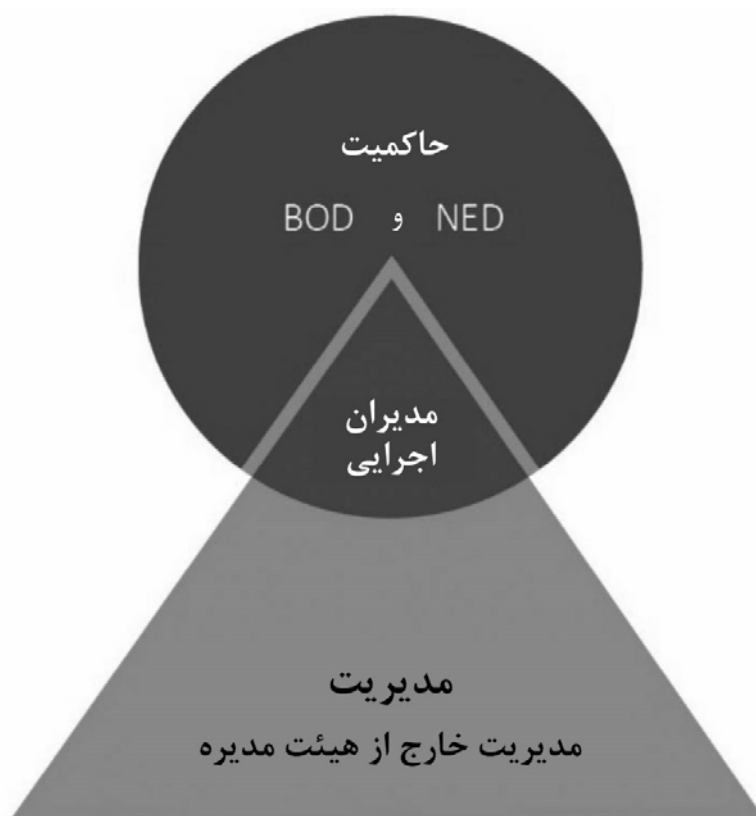 حاکمیت
NED و BOD
مدیران
اجرایی
مدیریت
مدیریت خارج از هیئت مدیره